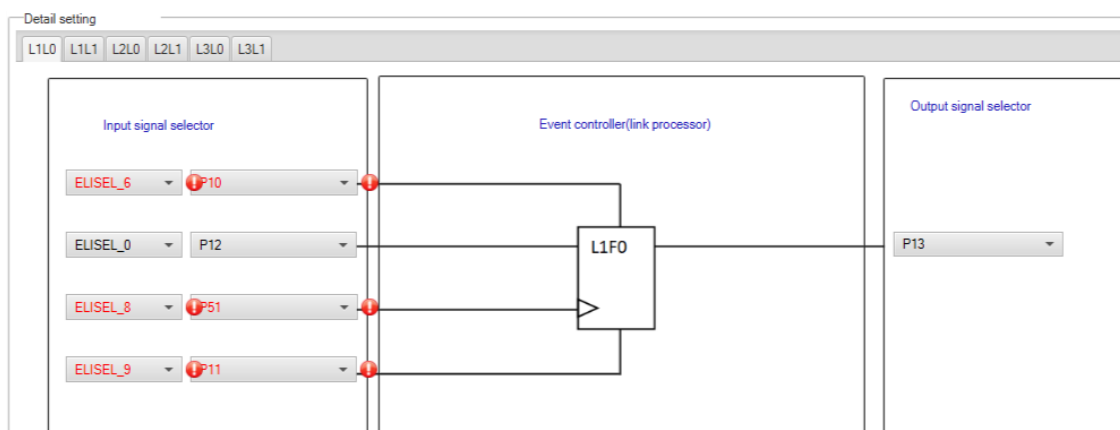 Detail setting
L1L0 L1L1 L2L0 L2L1 L3L0 L3L1
Input signal selector
Event controller(link processor)
Output signal selector
ELISEL_6 P10
ELISEL_0 P12
L1F0
P13
ELISEL_8 P51
ELISEL_9 P11